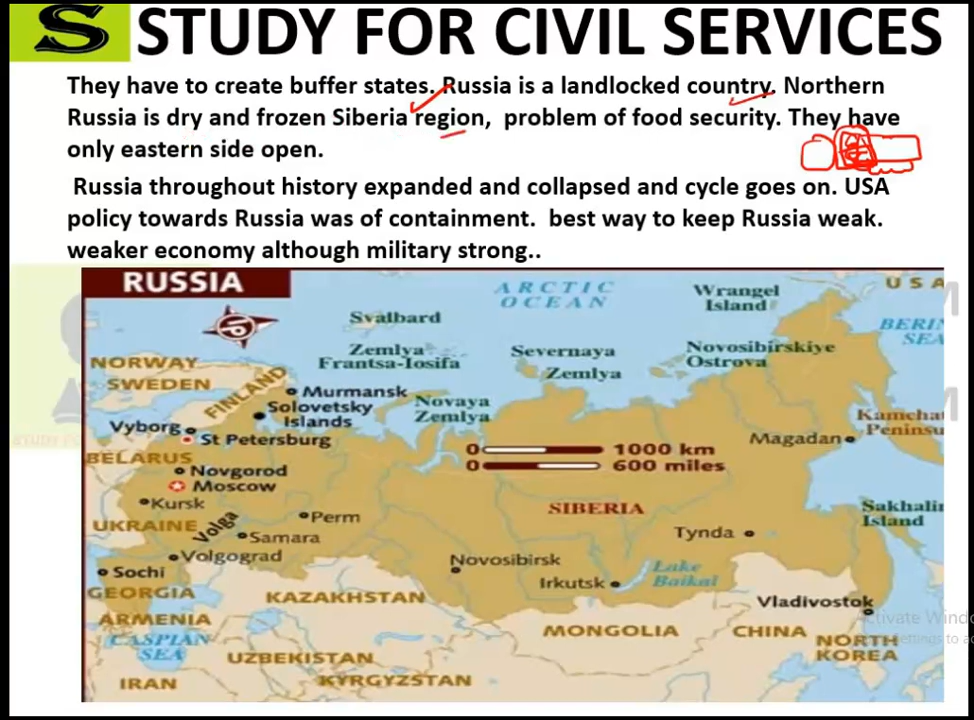 S STUDY FOR CIVIL SERVICES
They have to create buffer states. Russia is a landlocked country. Northern
Russia is dry and frozen Siberia region, problem of food security. They have
only eastern side open.
Russia throughout history expanded and collapsed and cycle goes on. USA
policy towards Russia was of containment. best way to keep Russia weak.
weaker economy although military strong..
RUSSIA
ARCTIC
OCEAN
Wrangel
Island
USA
BERIN
SEA
Svalbard
Zemlya
Frantsa-Iosifa
Severnaya
Zemlya
Novosibirskiye
Ostrova
NORWAY
SWEDEN
FINLAND
Murmansk
Solovetsky
Islands
Novaya
Zemlya
Kamchat
Peninsu
Vyborg
St Petersburg
Magadan
0 1000 km
0 600 miles
BELARUS
Novgorod
Moscow
Kursk
SIBERIA
Sakhalin
Island
UKRAINE
Volga
Perm
Samara
Tynda
Volgograd
Novosibirsk
Lake
Baikal
Sochi
Irkutsk
GEORGIA
KAZAKHSTAN
Vladivostok
ARMENIA
MONGOLIA
CHINA
NORTH
KOREA
CASPIAN
SEA
UZBEKISTAN
IRAN
KYRGYZSTAN